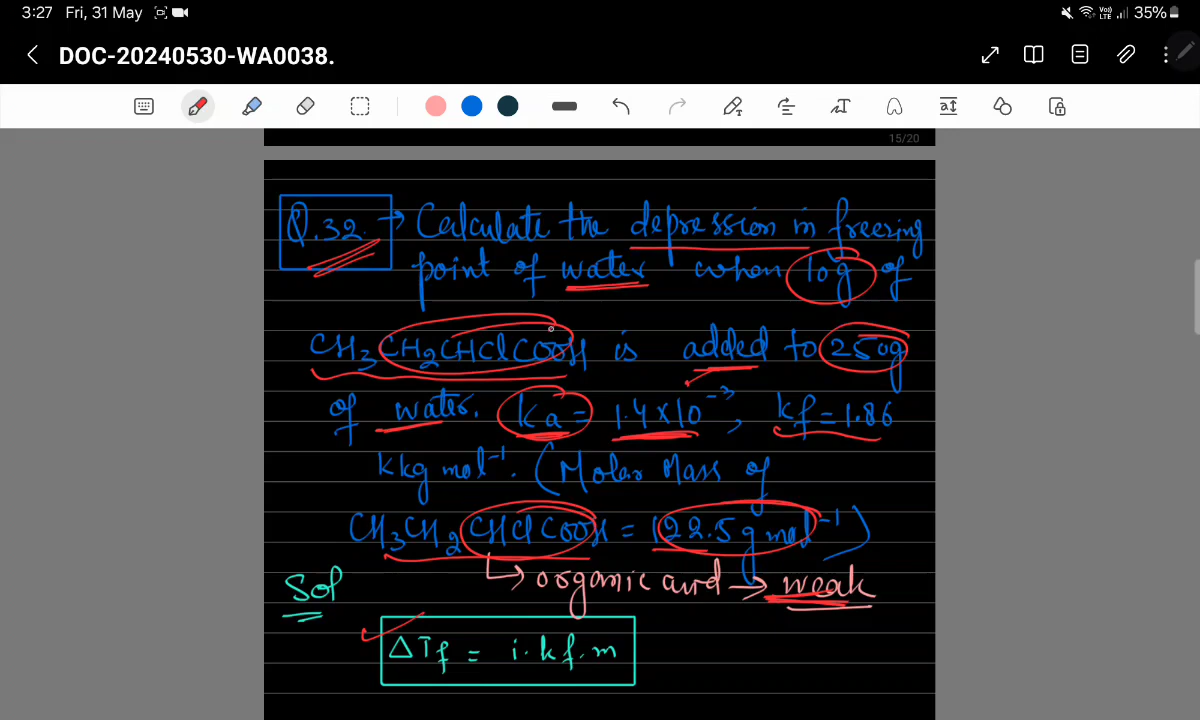 3:27 Fri, 31 May 35%
DOC-20240530-WA0038.
15/20
Q.32. → Calculate the depression in freezing
point of water when 10g of
CH3CH2CHClCOOH is added to 250g
of water. ka = 1.4×10⁻³, kf = 1.86
k kg mol⁻¹. (Molar Mass of
CH3CH2CHClCOOH = 122.5 g mol⁻¹)
↳ organic acid → weak
Sol
ΔTf = i.kf.m